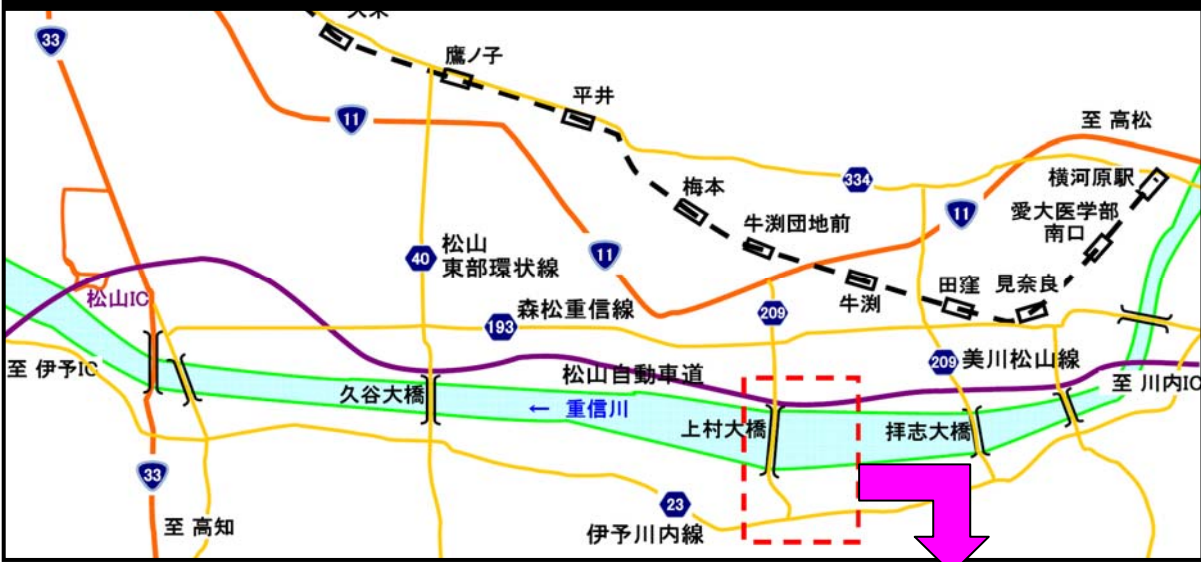 久米
33
鷹ノ子
平井
11
至 高松
334
横河原駅
梅本
11
愛大医学部
南口
牛渕団地前
松山
東部環状線
40
11
牛渕
田窪
見奈良
松山IC
森松重信線
193
209
美川松山線
209
至 伊予IC
松山自動車道
至 川内IC
久谷大橋
← 重信川
上村大橋
拝志大橋
33
23
至 高知
伊予川内線